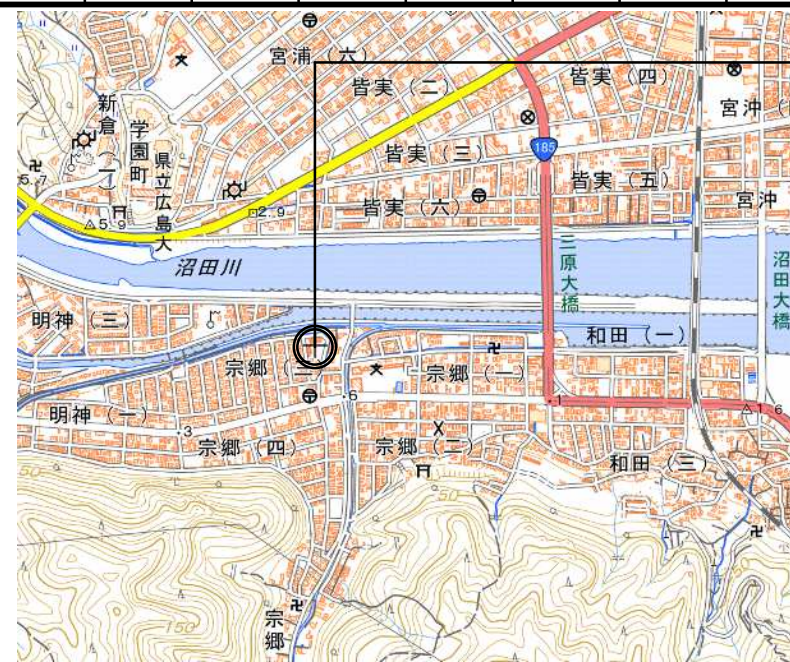 宮浦（六）
皆実（二）
皆実（四）
宮沖（
新倉（一）
学園町
県立広島大
皆実（三）
185
皆実（五）
5.7
宮沖
皆実（六）
2.9
5.9
沼田川
三原大橋
沼田大橋
明神（三）
和田（一）
宗郷（三）
宗郷（一）
明神（一）
6
1
1.6
3
宗郷（四）
宗郷（二）
和田（三）
50
50
50
150
宗郷